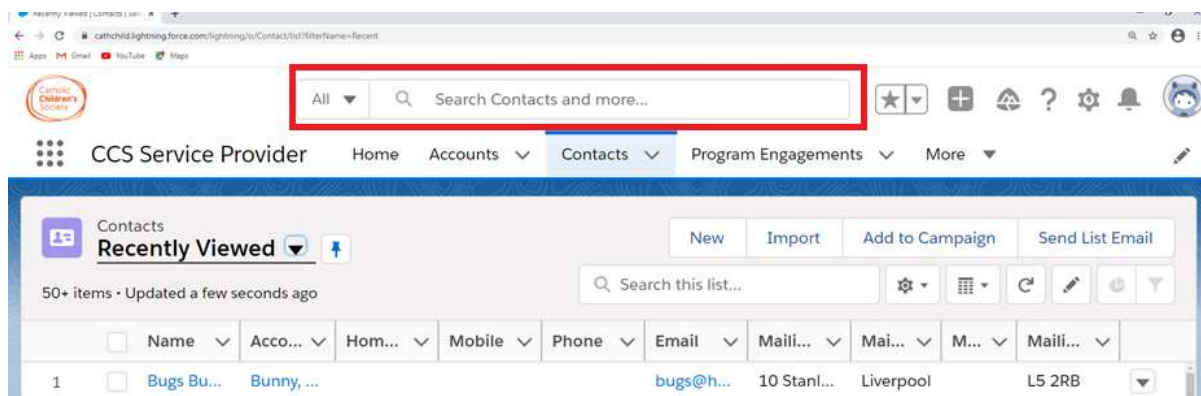 Recently Viewed | Contacts | Sal
cathchild.lightning.force.com/lightning/o/Contact/list?filterName=Recent
Apps Gmail YouTube Maps
Catholic
Children's
Society
All Search Contacts and more...
CCS Service Provider Home Accounts Contacts Program Engagements More
Contacts
Recently Viewed
New Import Add to Campaign Send List Email
50+ items • Updated a few seconds ago
Search this list...
Name Acco... Hom... Mobile Phone Email Maili... Mai... M... Maili...
1 Bugs Bu... Bunny, ... bugs@h... 10 Stanl... Liverpool L5 2RB